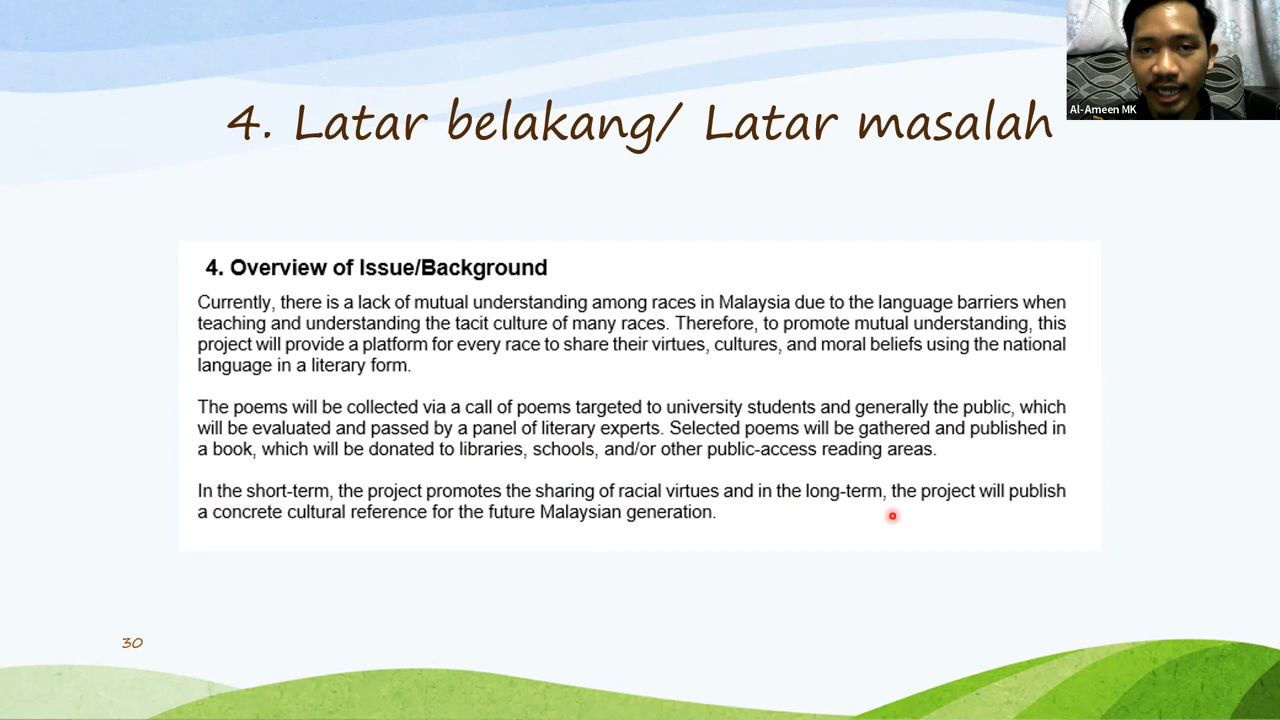 4. Latar belakang/ Latar masalah
Al-Ameen MK
4. Overview of Issue/Background
Currently, there is a lack of mutual understanding among races in Malaysia due to the language barriers when
teaching and understanding the tacit culture of many races. Therefore, to promote mutual understanding, this
project will provide a platform for every race to share their virtues, cultures, and moral beliefs using the national
language in a literary form.
The poems will be collected via a call of poems targeted to university students and generally the public, which
will be evaluated and passed by a panel of literary experts. Selected poems will be gathered and published in
a book, which will be donated to libraries, schools, and/or other public-access reading areas.
In the short-term, the project promotes the sharing of racial virtues and in the long-term, the project will publish
a concrete cultural reference for the future Malaysian generation.
30